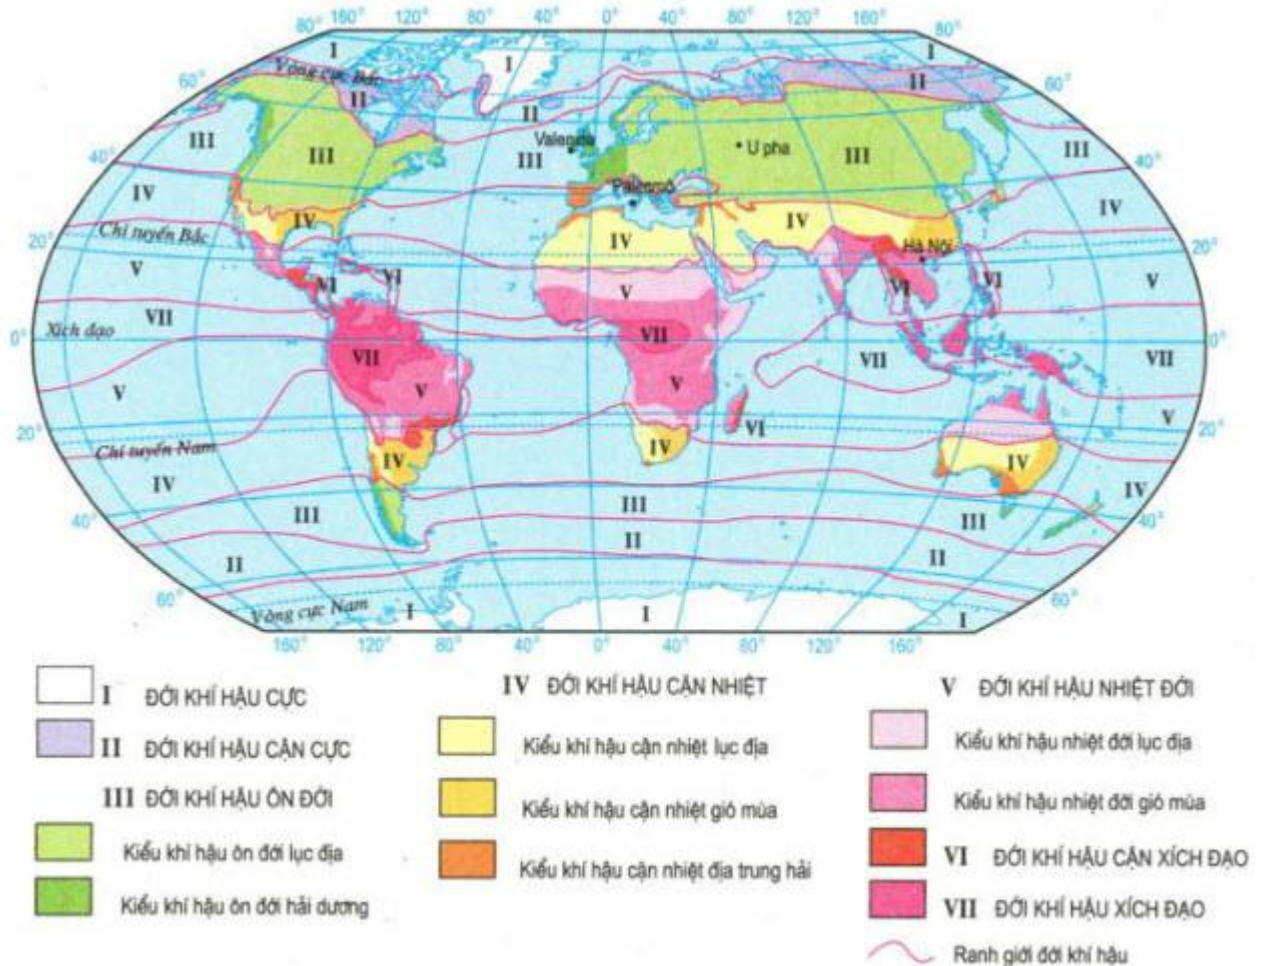 80° 160° 120° 80° 40° 0° 40° 80° 120° 160° 80°
I I I
Vòng cực Bắc
60° II II 60°
II
III Valenna III U pha III III
III
40° 40°
IV Palecmô IV
IV IV IV
Chí tuyến Bắc Hà Nội
20° 20°
V VI VI V VI VI V
VII
Xích đạo
0° VII VII VII VII 0°
V V V V
20° VI 20°
Chí tuyến Nam
IV IV IV IV IV
40° III III III 40°
II II II
60° 60°
Vòng cực Nam I I I
160° 120° 80° 40° 0° 40° 80° 120° 160°
I ĐỚI KHÍ HẬU CỰC
II ĐỚI KHÍ HẬU CẬN CỰC
III ĐỚI KHÍ HẬU ÔN ĐỚI
Kiểu khí hậu ôn đới lục địa
Kiểu khí hậu ôn đới hải dương
IV ĐỚI KHÍ HẬU CẬN NHIỆT
Kiểu khí hậu cận nhiệt lục địa
Kiểu khí hậu cận nhiệt gió mùa
Kiểu khí hậu cận nhiệt địa trung hải
V ĐỚI KHÍ HẬU NHIỆT ĐỚI
Kiểu khí hậu nhiệt đới lục địa
Kiểu khí hậu nhiệt đới gió mùa
VI ĐỚI KHÍ HẬU CẬN XÍCH ĐẠO
VII ĐỚI KHÍ HẬU XÍCH ĐẠO
Ranh giới đới khí hậu